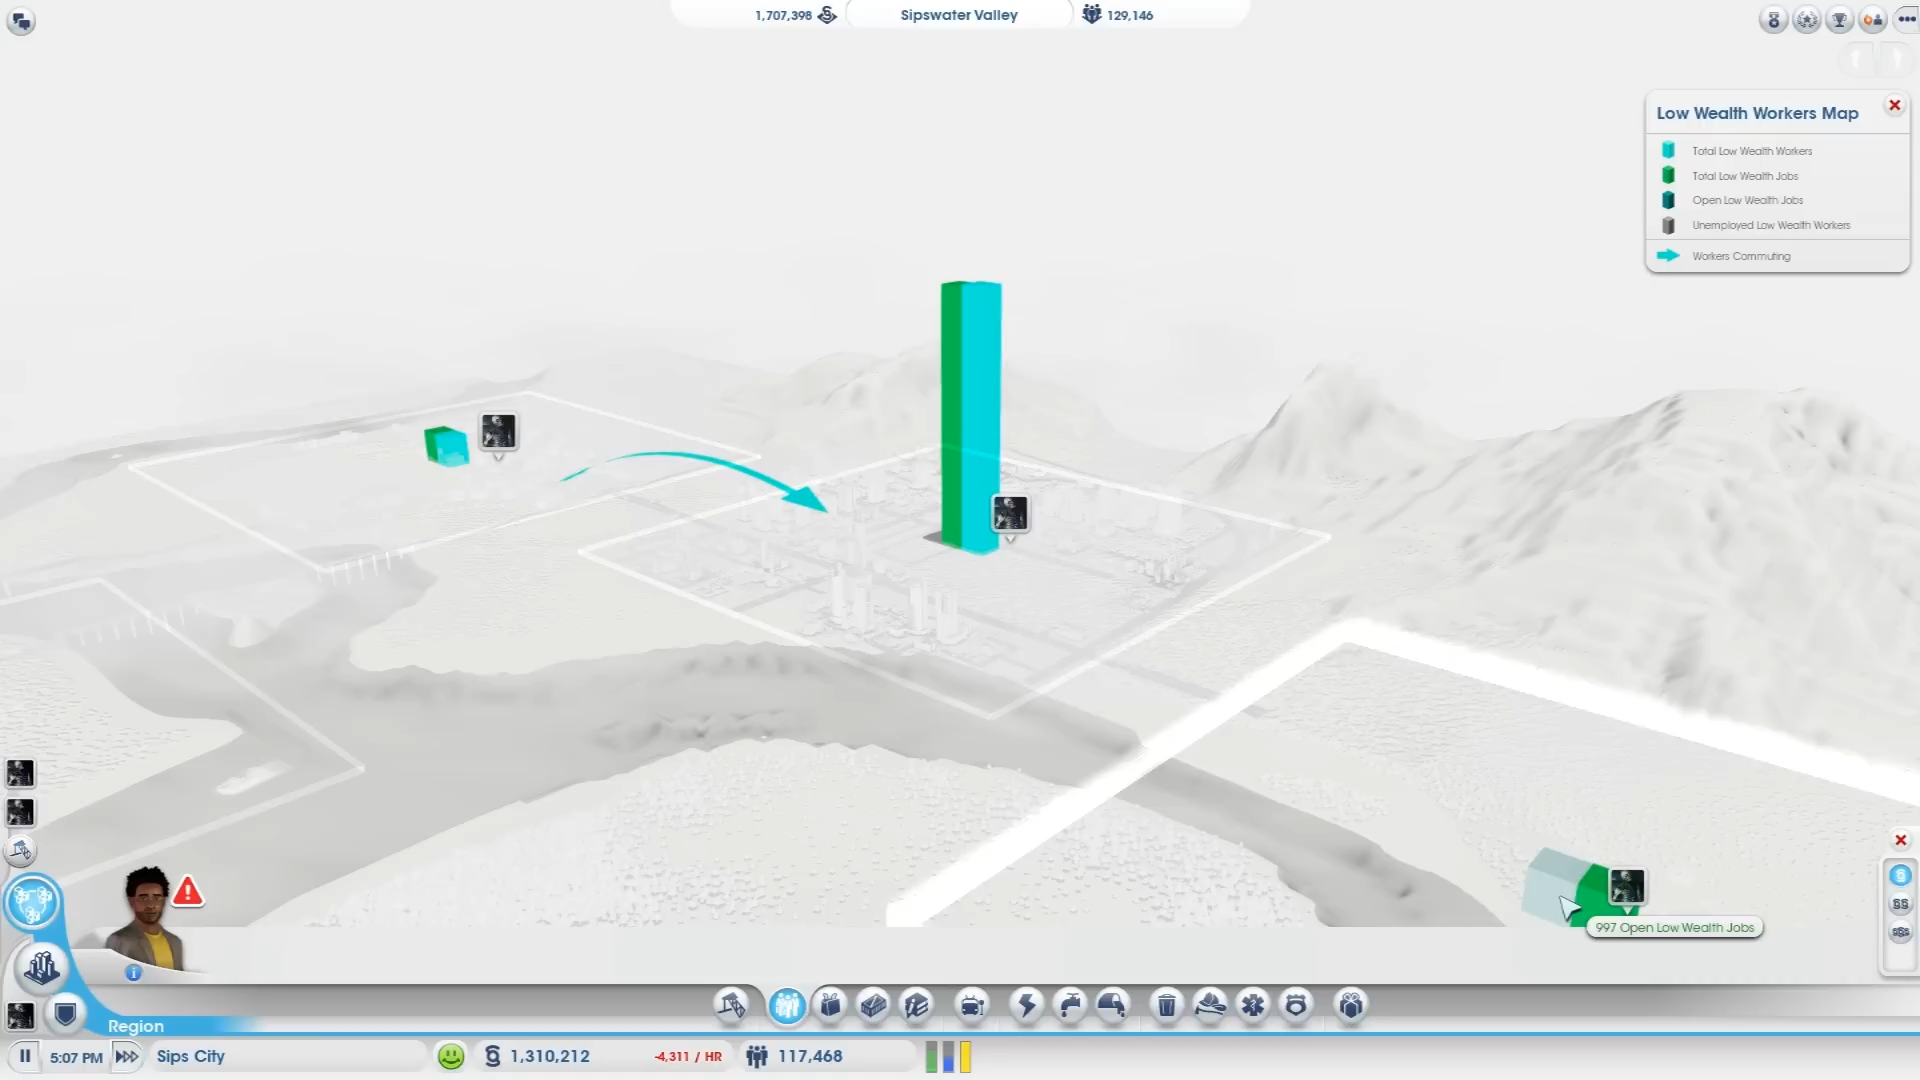 1,707,398
Sipswater Valley
129,146
Low Wealth Workers Map
Total Low Wealth Workers
Total Low Wealth Jobs
Open Low Wealth Jobs
Unemployed Low Wealth Workers
Workers Commuting
997 Open Low Wealth Jobs
Region
5:07 PM
Sips City
1,310,212
-4,311 / HR
117,468